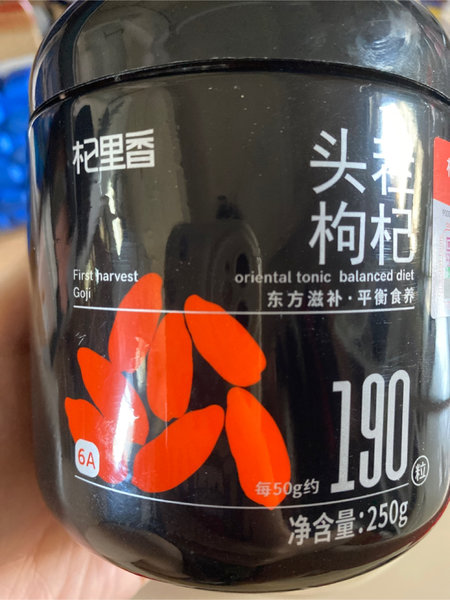 杞里香
头茬
枸杞
First harvest
Goji
oriental tonic balanced diet
东方滋补·平衡食养
6A
每50g约
190
粒
净含量:250g